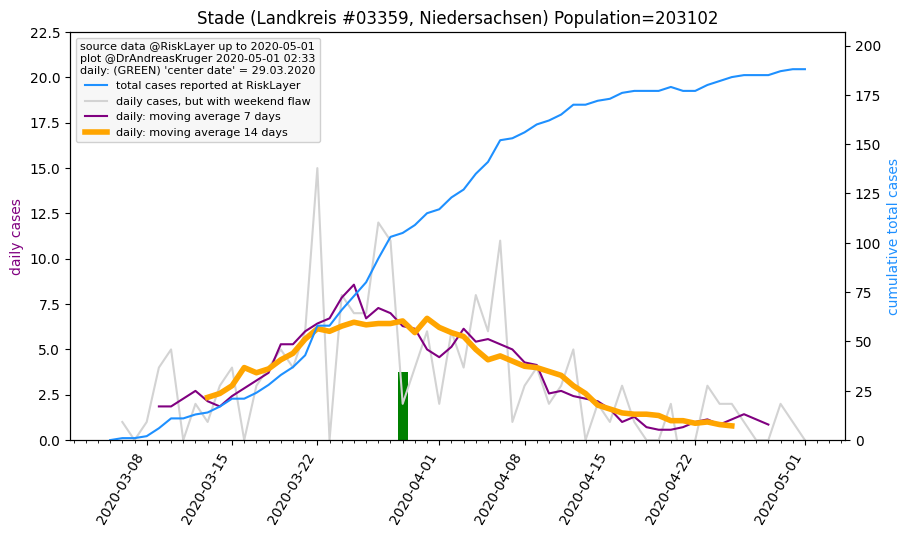 Stade (Landkreis #03359, Niedersachsen) Population=203102
source data @RiskLayer up to 2020-05-01
plot @DrAndreasKruger 2020-05-01 02:33
daily: (GREEN) 'center date' = 29.03.2020
total cases reported at RiskLayer
daily cases, but with weekend flaw
daily: moving average 7 days
daily: moving average 14 days
daily cases
22.5
20.0
17.5
15.0
12.5
10.0
7.5
5.0
2.5
0.0
cumulative total cases
200
175
150
125
100
75
50
25
0
2020-03-08
2020-03-15
2020-03-22
2020-04-01
2020-04-08
2020-04-15
2020-04-22
2020-05-01